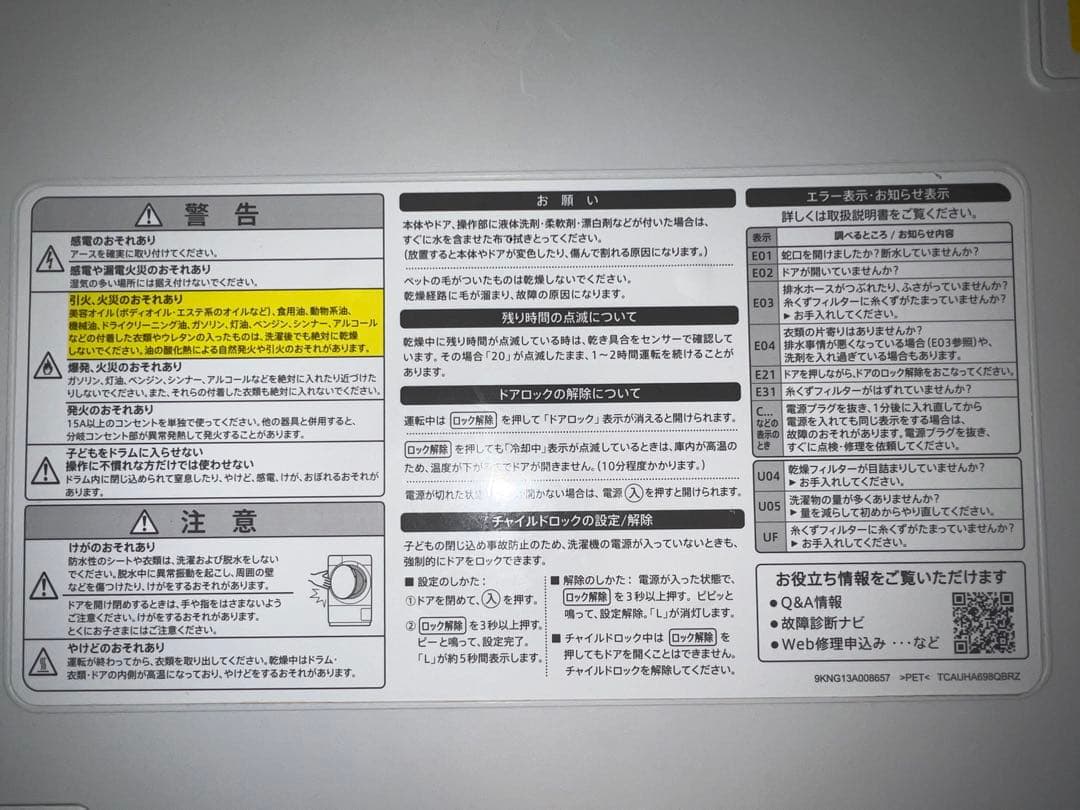 警 告
感電のおそれあり
アースを確実に取り付けてください。
感電や漏電火災のおそれあり
湿気の多い場所には据え付けないでください。
引火、火災のおそれあり
美容オイル(ボディオイル・エステ系のオイルなど)、食用油、動物系油、
機械油、ドライクリーニング油、ガソリン、灯油、ベンジン、シンナー、アルコール
などの付着した衣類やウレタンの入ったものは、洗濯後でも絶対に乾燥
しないでください。油の酸化熱による自然発火や引火のおそれがあります。
爆発、火災のおそれあり
ガソリン、灯油、ベンジン、シンナー、アルコールなどを絶対に入れたり近づけた
りしないでください。また、それらの付着した衣類も絶対に入れないでください。
発火のおそれあり
15A以上のコンセントを単独で使ってください。他の器具と併用すると、
分岐コンセント部が異常発熱して発火することがあります。
子どもをドラムに入らせない
操作に不慣れな方だけでは使わせない
ドラム内に閉じ込められて窒息したり、やけど、感電、けが、おぼれるおそれが
あります。
注 意
けがのおそれあり
防水性のシートや衣類は、洗濯および脱水をしない
でください。脱水中に異常振動を起こし、周囲の壁
などを傷つけたり、けがをするおそれがあります。
ドアを開け閉めするときは、手や指をはさまないよう
ご注意ください。けがをするおそれがあります。
とくにお子さまにはご注意ください。
やけどのおそれあり
運転が終わってから、衣類を取り出してください。乾燥中はドラム・
衣類・ドアの内側が高温になっており、やけどをするおそれがあります。
お 願 い
本体やドア、操作部に液体洗剤・柔軟剤・漂白剤などが付いた場合は、
すぐに水を含ませた布で拭きとってください。
(放置すると本体やドアが変色したり、傷んで割れる原因になります。)
ペットの毛がついたものは乾燥しないでください。
乾燥経路に毛が溜まり、故障の原因になります。
残り時間の点滅について
乾燥中に残り時間が点滅している時は、乾き具合をセンサーで確認して
います。その場合「20」が点滅したまま、1〜2時間運転を続けることが
あります。
ドアロックの解除について
運転中は ロック解除 を押して「ドアロック」表示が消えると開けられます。
ロック解除 を押しても「冷却中」表示が点滅しているときは、庫内が高温の
ため、温度が下が までドアが開きません。(10分程度かかります。)
電源が切れた状態 開かない場合は、電源 入 を押すと開けられます。
チャイルドロックの設定/解除
子どもの閉じ込め事故防止のため、洗濯機の電源が入っていないときも、
強制的にドアをロックできます。
■ 設定のしかた:
①ドアを閉めて、入 を押す。
② ロック解除 を3秒以上押す。
ピーと鳴って、設定完了。
「L」が約5秒間表示します。
■ 解除のしかた: 電源が入った状態で、
ロック解除 を3秒以上押す。ピピッと
鳴って、設定解除。「L」が消灯します。
■ チャイルドロック中は ロック解除 を
押してもドアを開くことはできません。
チャイルドロックを解除してください。
エラー表示・お知らせ表示
詳しくは取扱説明書をご覧ください。
表示 調べるところ / お知らせ内容
E01 蛇口を開けましたか?断水していませんか?
E02 ドアが開いていませんか?
E03 排水ホースがつぶれたり、ふさがっていませんか?
糸くずフィルターに糸くずがたまっていませんか?
▶ お手入れしてください。
E04 衣類の片寄りはありませんか?
排水事情が悪くなっている場合(E03参照)や、
洗剤を入れ過ぎている場合もあります。
E21 ドアを押しながら、ドアのロック解除をおこなってください。
E31 糸くずフィルターがはずれていませんか?
C… などの 表示の とき 電源プラグを抜き、1分後に入れ直してから
電源を入れても同じ表示をする場合は、
故障のおそれがあります。電源プラグを抜き、
すぐに点検・修理を依頼してください。
U04 乾燥フィルターが目詰まりしていませんか?
▶ お手入れしてください。
U05 洗濯物の量が多くありませんか?
▶ 量を減らして初めからやり直してください。
UF 糸くずフィルターに糸くずがたまっていませんか?
▶ お手入れしてください。
お役立ち情報をご覧いただけます
● Q&A情報
● 故障診断ナビ
● Web修理申込み ・・・など
9KNG13A008657 >PET< TCAUHA698QBRZ